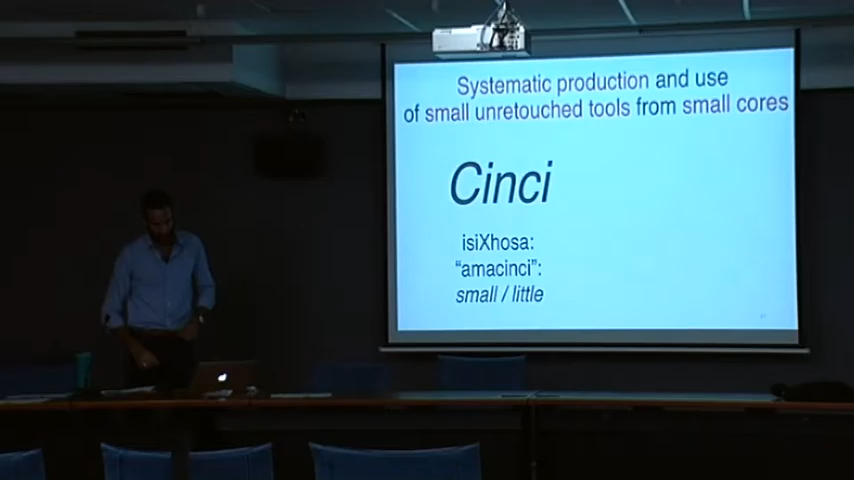 Systematic production and use
of small unretouched tools from small cores
Cinci
isiXhosa:
“amacinci”:
small / little